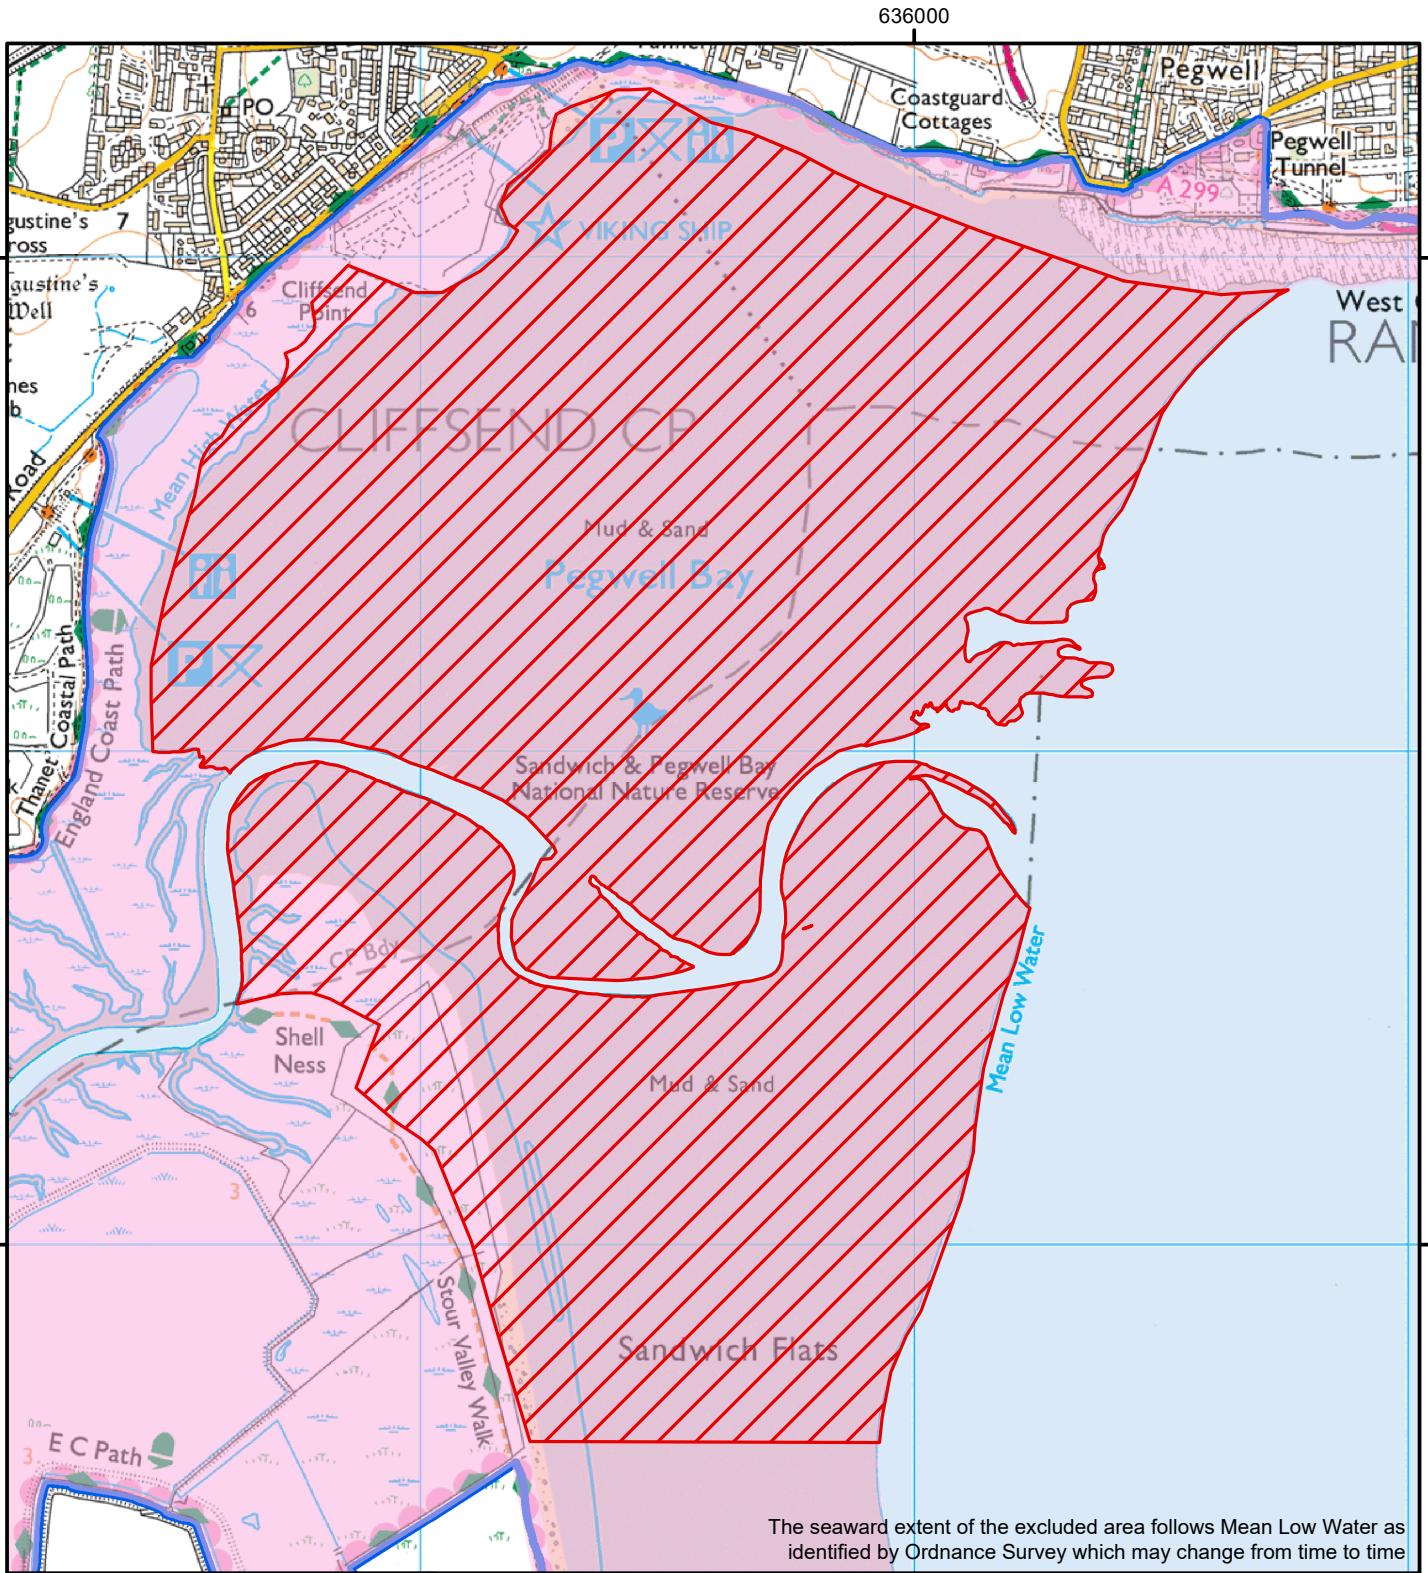 636000
Pegwell
Coastguard
Cottages
PO
Pegwell
Tunnel
A 299
gustine's
ross
7
VIKING SHIP
gustine's
Well
6
Cliffsend
Point
West
RA
nes
b
Mean High Water
CLIFFSEND CP
Road
Mud & Sand
Pegwell Bay
P
Thanet Coastal Path
England Coast Path
P
Sandwich & Pegwell Bay
National Nature Reserve
CP Bdy
Mean Low Water
Shell
Ness
Mud & Sand
3
Stour Valley Walk
Sandwich Flats
E C Path
3
The seaward extent of the excluded area follows Mean Low Water as
identified by Ordnance Survey which may change from time to time